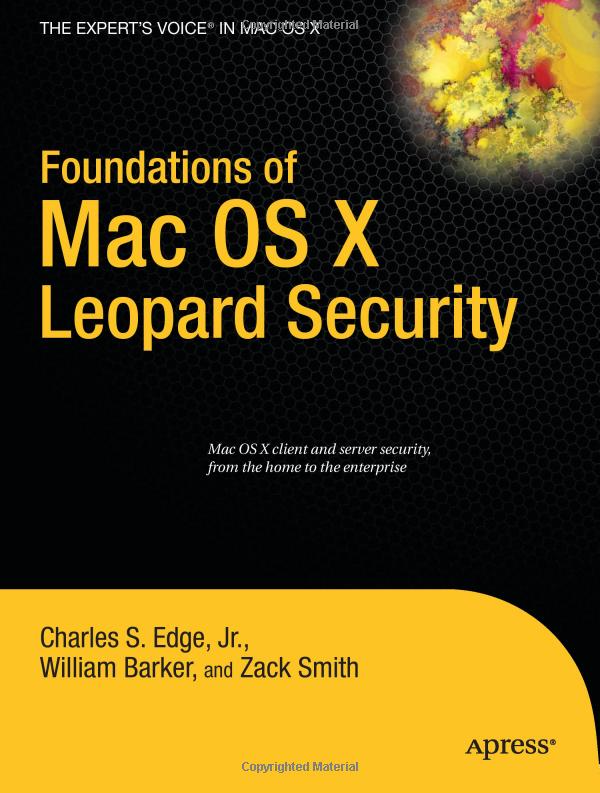 THE EXPERT'S VOICE® IN MAC OS X
Copyrighted Material
Foundations of
Mac OS X
Leopard Security
Mac OS X client and server security,
from the home to the enterprise
Charles S. Edge, Jr.,
William Barker, and Zack Smith
Apress®
Copyrighted Material